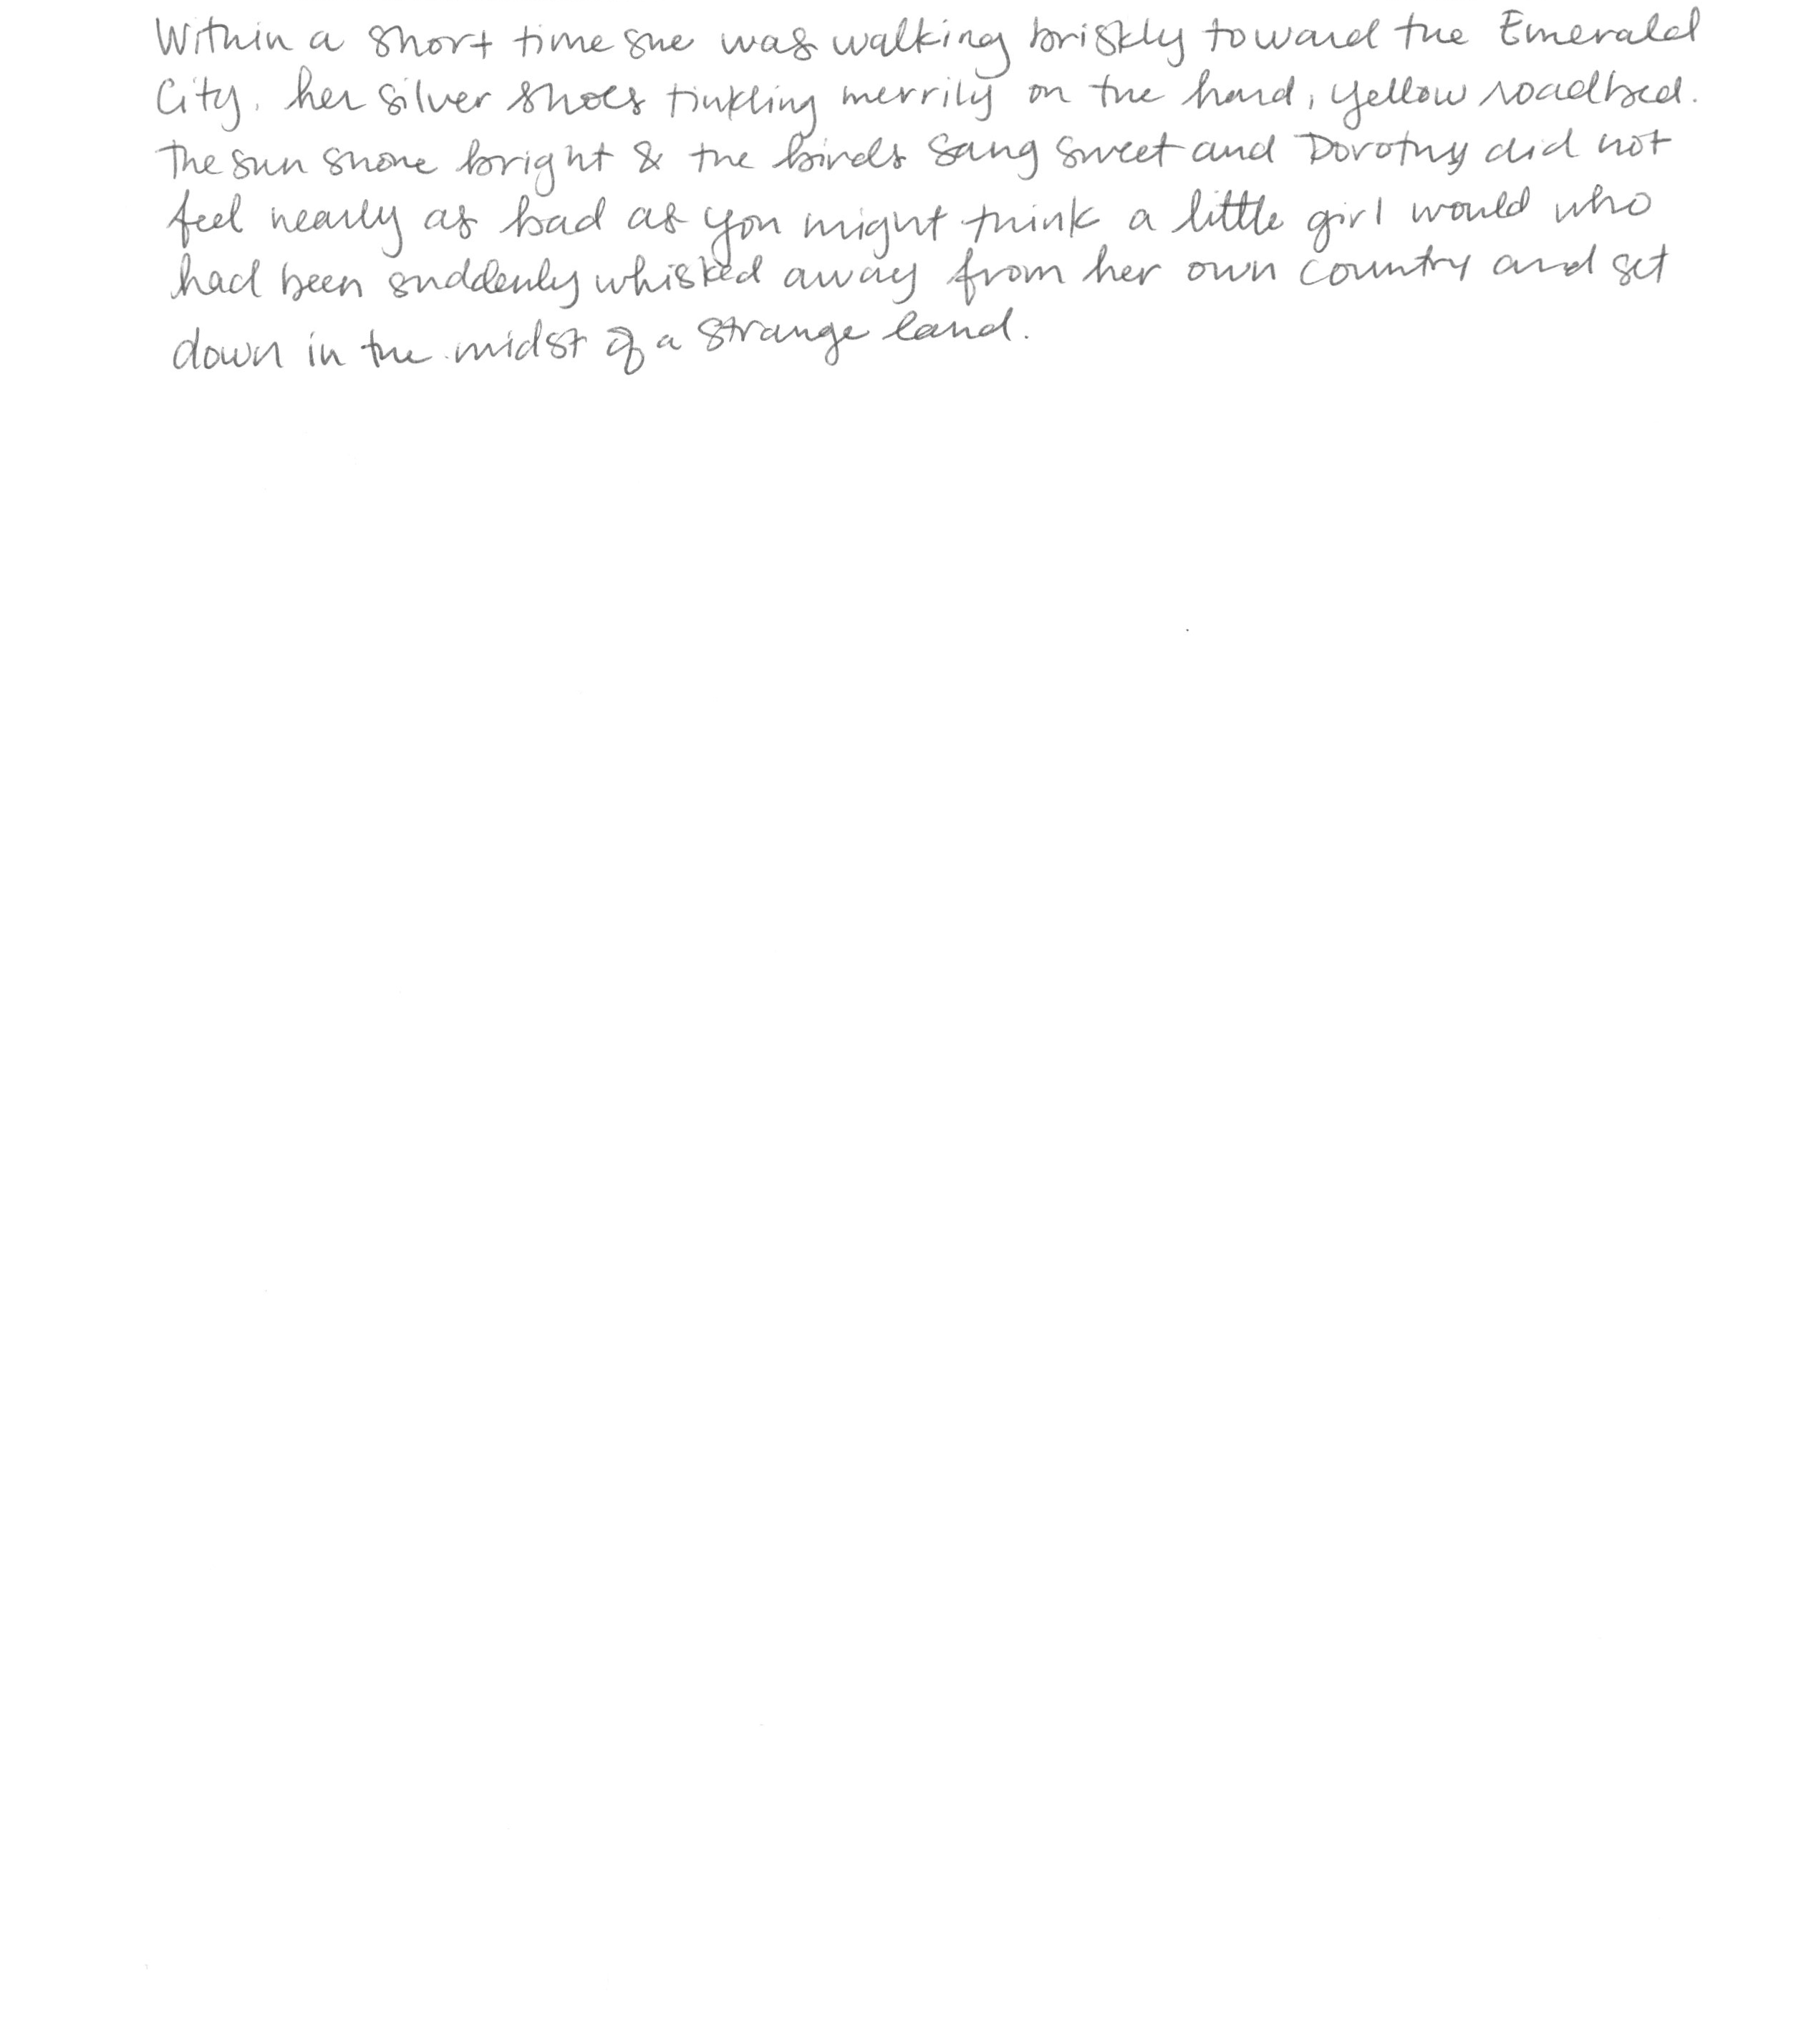 Within a short time she was walking briskly toward the Emerald
City, her silver shoes tinkling merrily on the hard, yellow roadbed.
The sun shone bright & the birds sang sweet and Dorothy did not
feel nearly as bad as you might think a little girl would who
had been suddenly whisked away from her own country and set
down in the midst of a strange land.